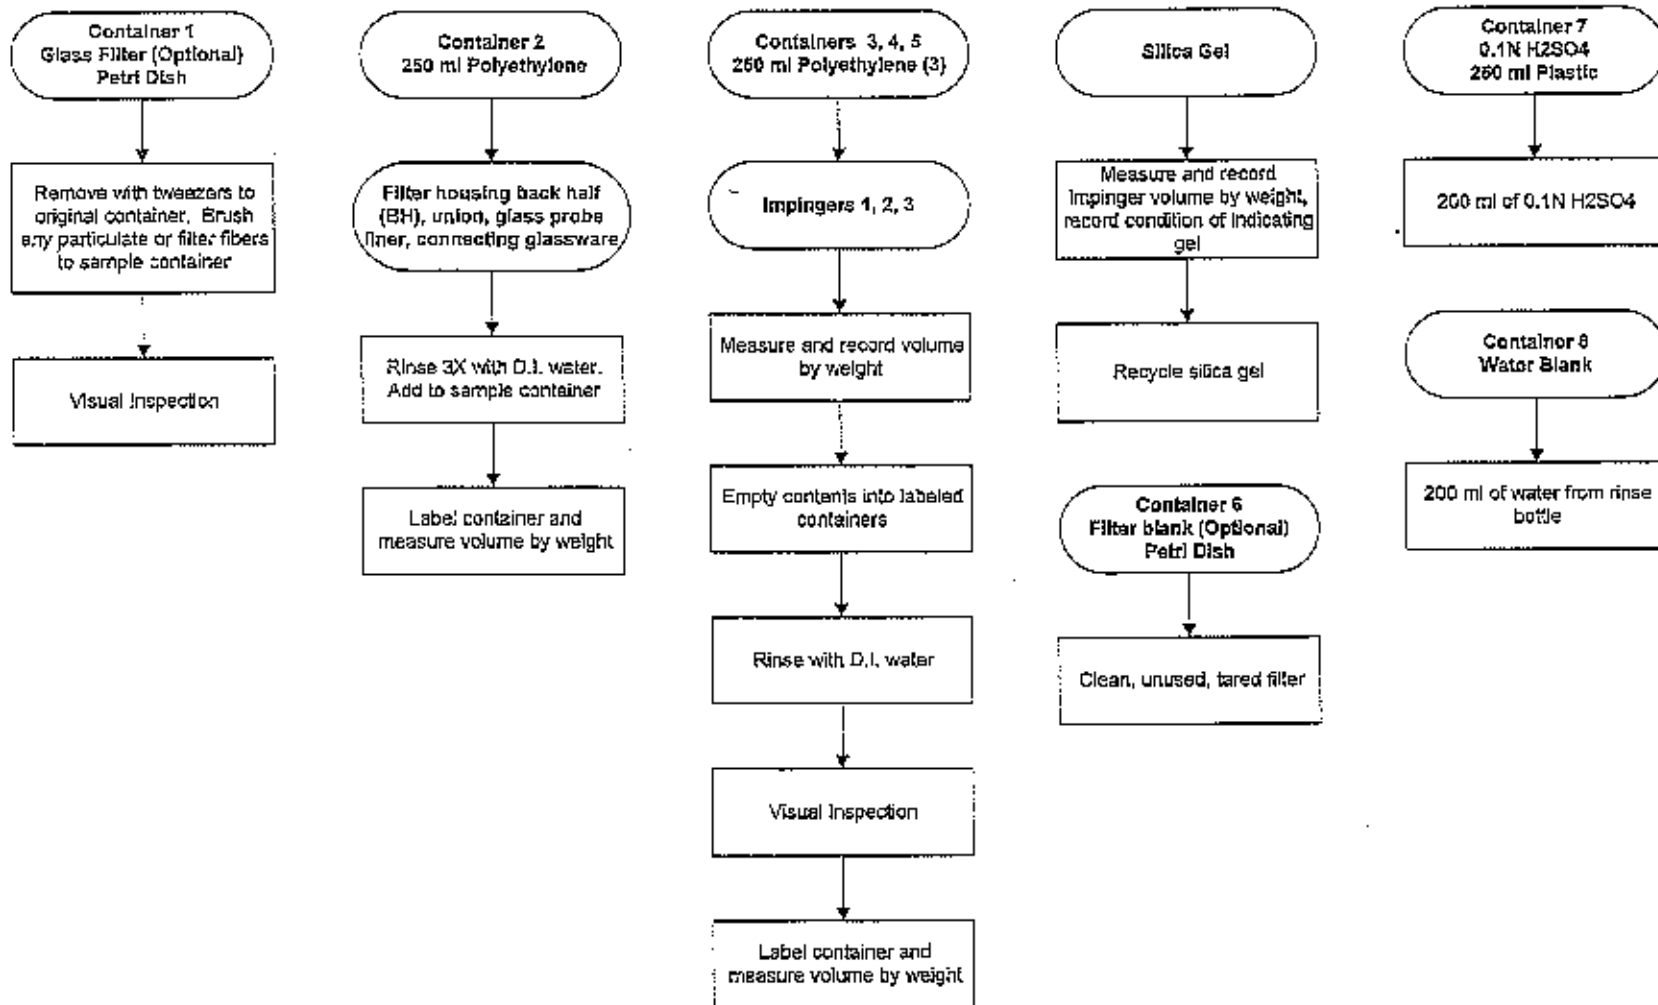 Container 1
Glass Filter (Optional)
Petri Dish
Remove with tweezers to
original container. Brush
any particulate or filter fibers
to sample container
Visual Inspection
Container 2
250 ml Polyethylene
Filter housing back half
(BH), union, glass probe
liner, connecting glassware
Rinse 3X with D.I. water.
Add to sample container
Label container and
measure volume by weight
Containers 3, 4, 5
250 ml Polyethylene (3)
Impingers 1, 2, 3
Measure and record volume
by weight
Empty contents into labeled
containers
Rinse with D.I. water
Visual Inspection
Label container and
measure volume by weight
Silica Gel
Measure and record
Impinger volume by weight,
record condition of indicating
gel
Recycle silica gel
Container 6
Filter blank (Optional)
Petri Dish
Clean, unused, tared filter
Container 7
0.1N H2SO4
250 ml Plastic
200 ml of 0.1N H2SO4
Container 8
Water Blank
200 ml of water from rinse
bottle